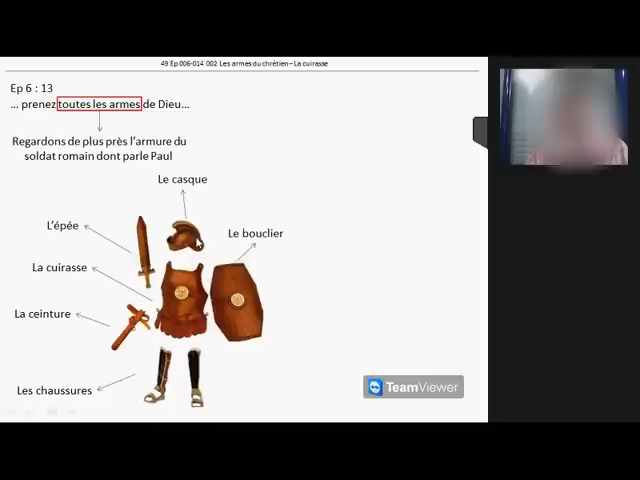 49 Ep 006-014 002 Les armes du chrétien – La cuirasse
Ep 6 : 13
... prenez toutes les armes de Dieu...
Regardons de plus près l'armure du
soldat romain dont parle Paul
Le casque
L'épée
Le bouclier
La cuirasse
La ceinture
Les chaussures
TeamViewer